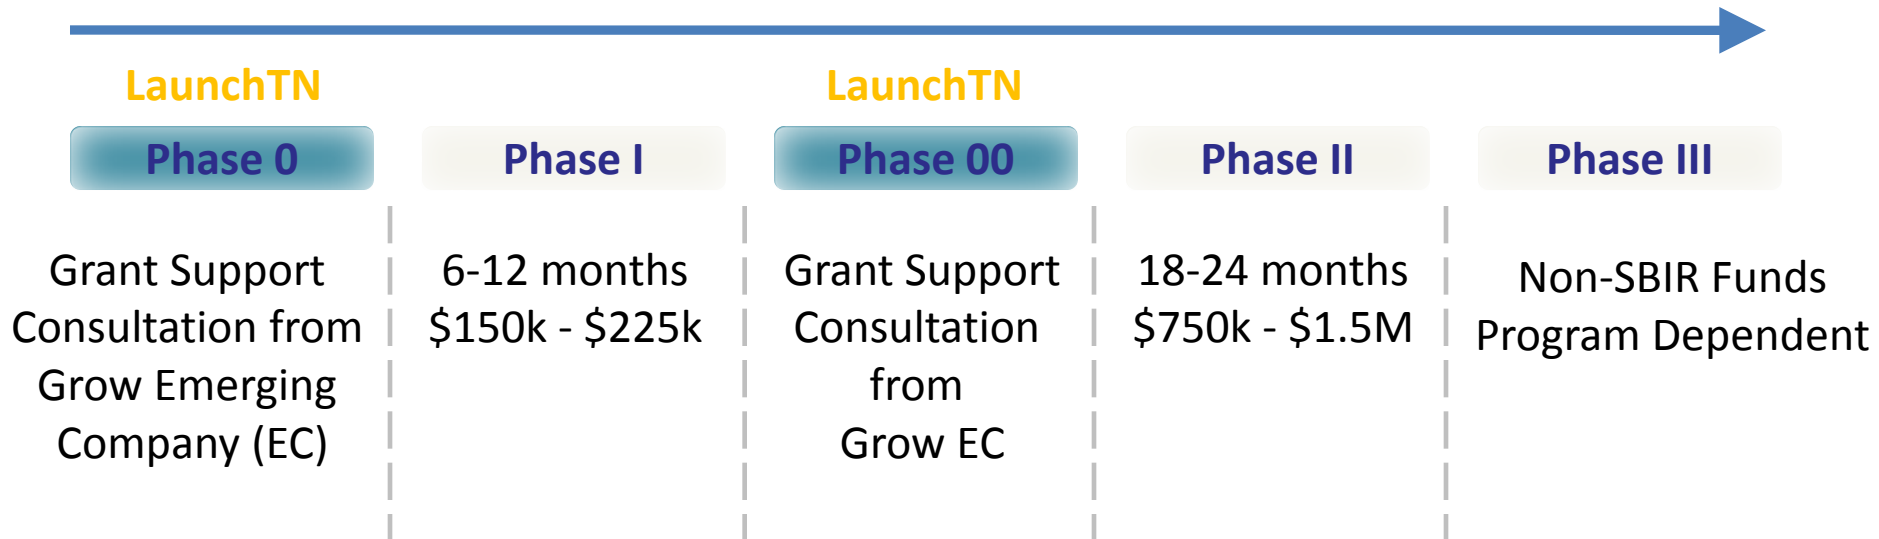 LaunchTN
Phase 0
Grant Support
Consultation from
Grow Emerging
Company (EC)
Phase I
6-12 months
$150k - $225k
LaunchTN
Phase 00
Grant Support
Consultation
from
Grow EC
Phase II
18-24 months
$750k - $1.5M
Phase III
Non-SBIR Funds
Program Dependent